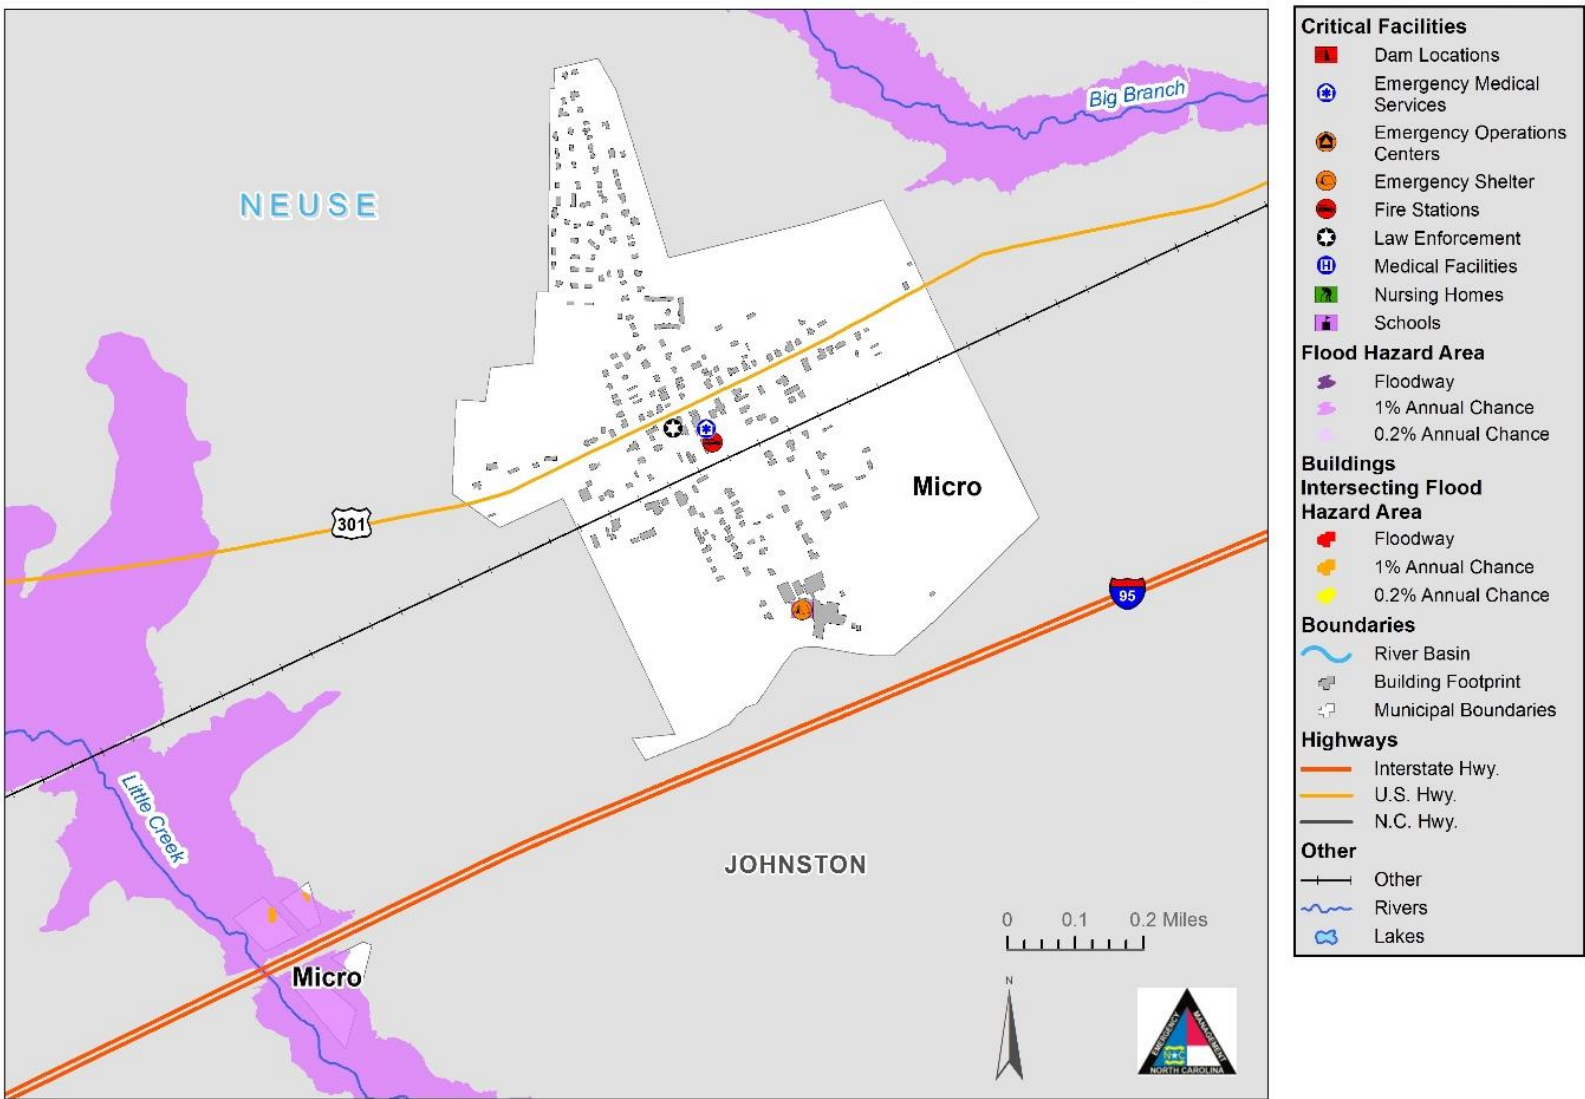 Big Branch
NEUSE
301
Micro
95
Little Creek
JOHNSTON
0 0.1 0.2 Miles
Micro
N
EMERGENCY MANAGEMENT
N C
NORTH CAROLINA
Critical Facilities
Dam Locations
Emergency Medical
Services
Emergency Operations
Centers
Emergency Shelter
Fire Stations
Law Enforcement
H
Medical Facilities
Nursing Homes
Schools
Flood Hazard Area
Floodway
1% Annual Chance
0.2% Annual Chance
Buildings
Intersecting Flood
Hazard Area
Floodway
1% Annual Chance
0.2% Annual Chance
Boundaries
River Basin
Building Footprint
Municipal Boundaries
Highways
Interstate Hwy.
U.S. Hwy.
N.C. Hwy.
Other
Other
Rivers
Lakes